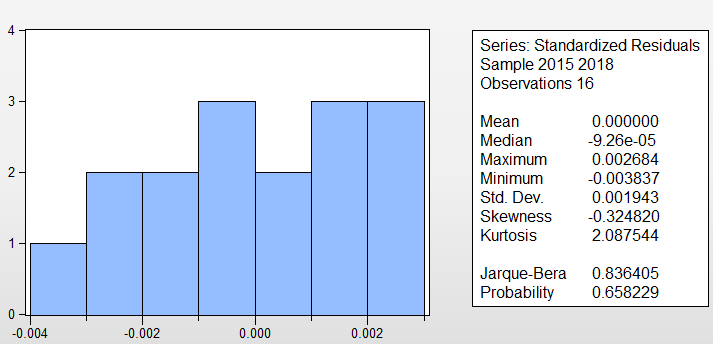 4
3
2
1
0
-0.004
-0.002
0.000
0.002
Series: Standardized Residuals
Sample 2015 2018
Observations 16
Mean 0.000000
Median -9.26e-05
Maximum 0.002684
Minimum -0.003837
Std. Dev. 0.001943
Skewness -0.324820
Kurtosis 2.087544
Jarque-Bera 0.836405
Probability 0.658229